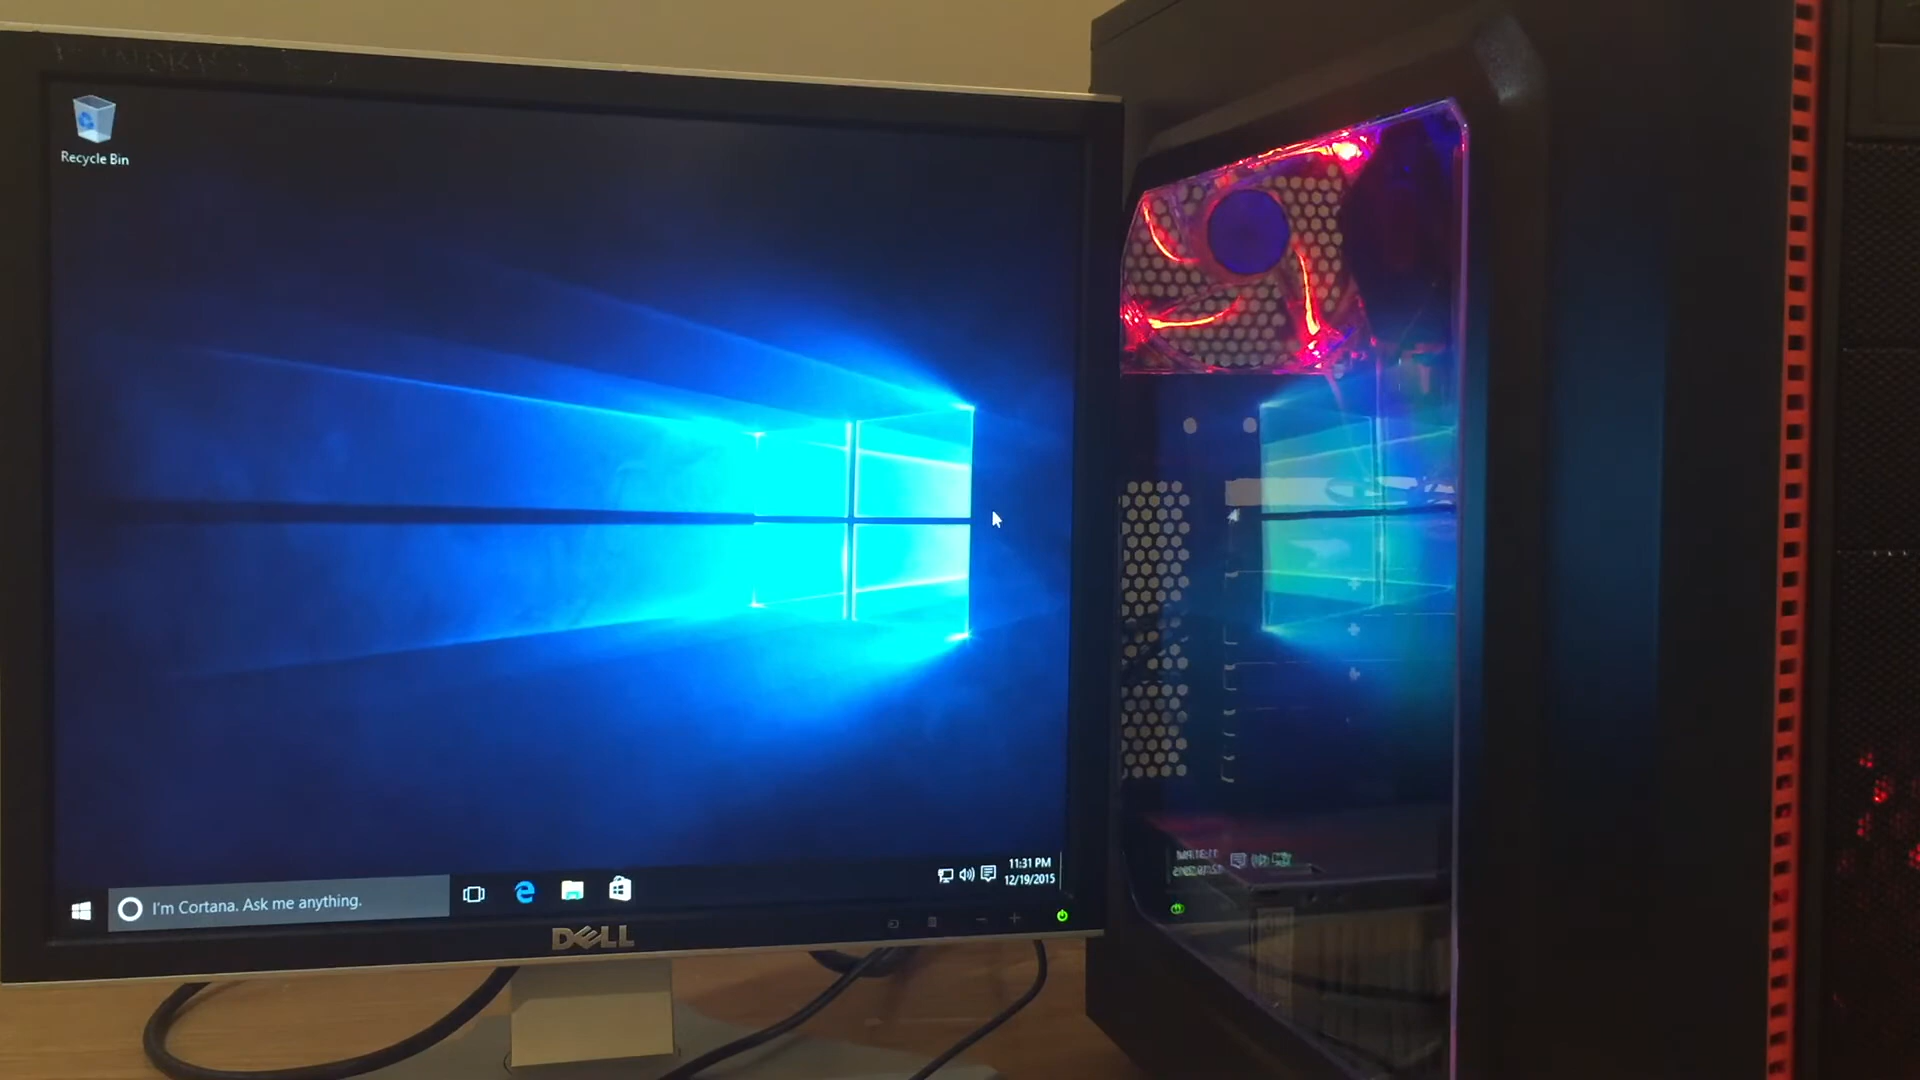 Recycle Bin
I'm Cortana. Ask me anything.
11:31 PM
12/19/2015
DELL